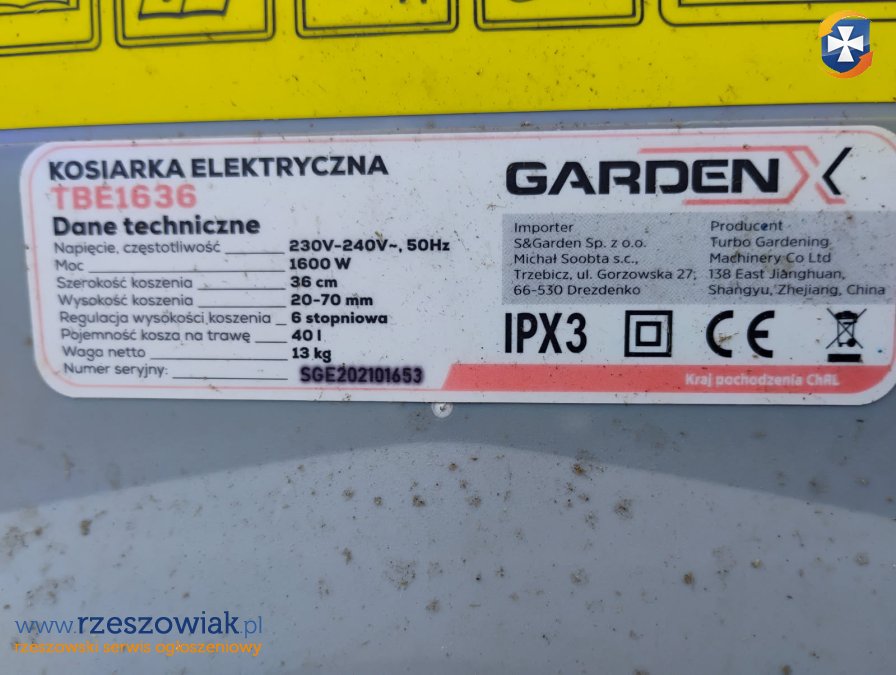 KOSIARKA ELEKTRYCZNA
TBE1636
Dane techniczne
Napięcie, częstotliwość 230V-240V~, 50Hz
Moc 1600 W
Szerokość koszenia 36 cm
Wysokość koszenia 20-70 mm
Regulacja wysokości koszenia 6 stopniowa
Pojemność kosza na trawę 40 l
Waga netto 13 kg
Numer seryjny: SGE202101653
GARDENX
Importer
S&Garden Sp. z o.o.
Michał Soobta s.c.,
Trzebicz, ul. Gorzowska 27,
66-530 Drezdenko
Producent
Turbo Gardening
Machinery Co Ltd
138 East Jianghuan,
Shangyu, Zhejiang, China
IPX3
CE
Kraj pochodzenia ChRL
www.rzeszowiak.pl
rzeszowski serwis ogłoszeniowy